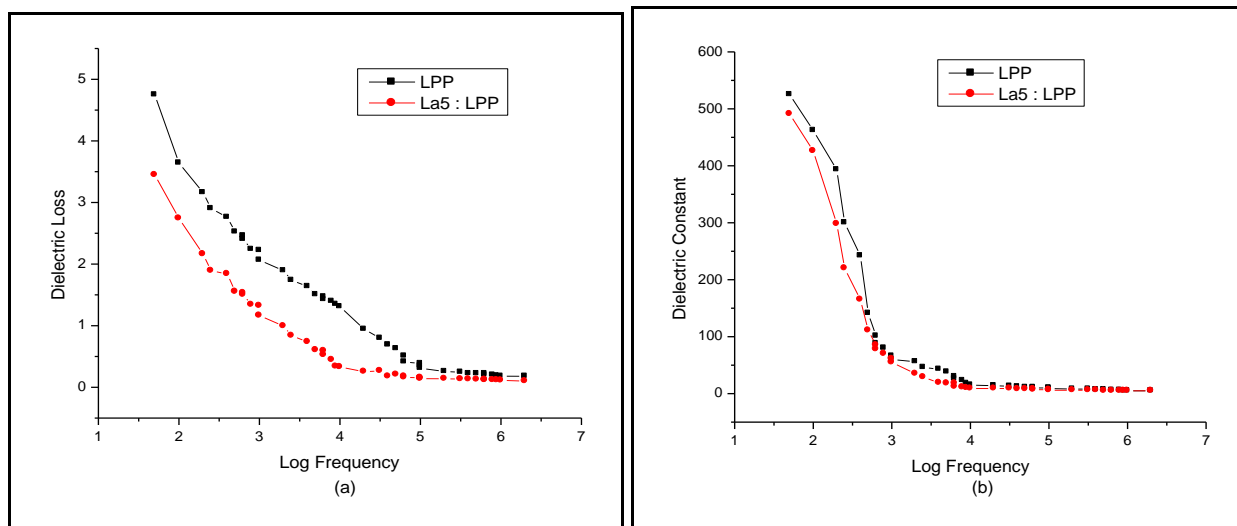 5
4
3
2
1
0
Dielectric Loss
LPP
La5 : LPP
1 2 3 4 5 6 7
Log Frequency
(a)
600
500
400
300
200
100
0
Dielectric Constant
LPP
La5 : LPP
1 2 3 4 5 6 7
Log Frequency
(b)